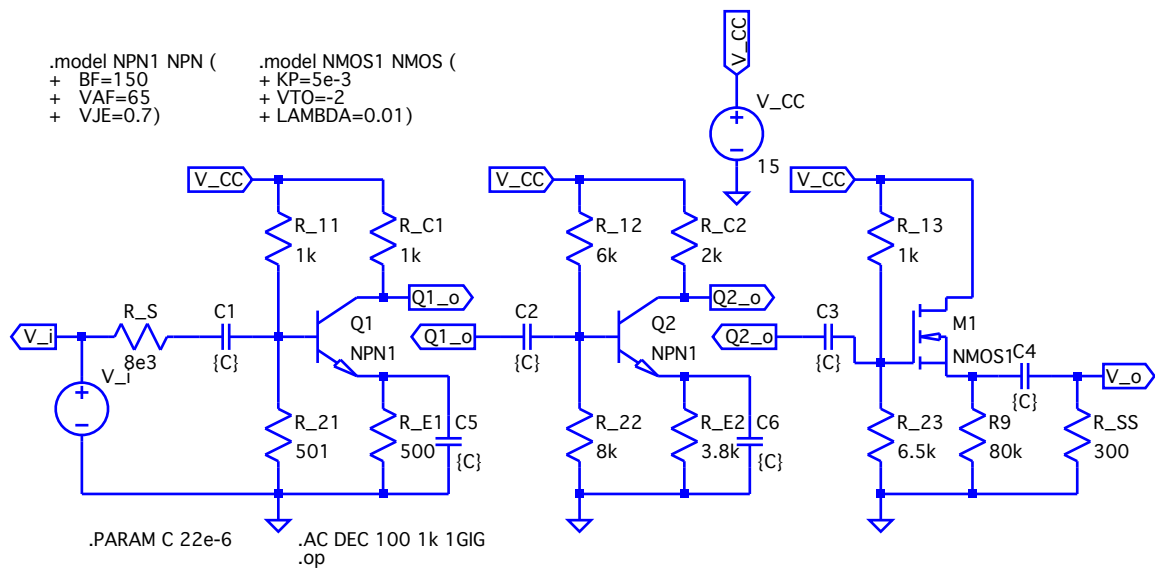 .model NPN1 NPN (
+ BF=150
+ VAF=65
+ VJE=0.7)
.model NMOS1 NMOS (
+ KP=5e-3
+ VTO=-2
+ LAMBDA=0.01)
V_CC
V_CC
15
V_CC
R_11
1k
R_C1
1k
Q1_o
V_i
R_S
8e3
C1
{C}
Q1
NPN1
V_i
R_21
501
R_E1
500
C5
{C}
V_CC
R_12
6k
R_C2
2k
Q2_o
Q1_o
C2
{C}
Q2
NPN1
R_22
8k
R_E2
3.8k
C6
{C}
V_CC
R_13
1k
Q2_o
C3
{C}
M1
NMOS1
C4
{C}
V_o
R_23
6.5k
R9
80k
R_SS
300
.PARAM C 22e-6
.AC DEC 100 1k 1GIG
.op